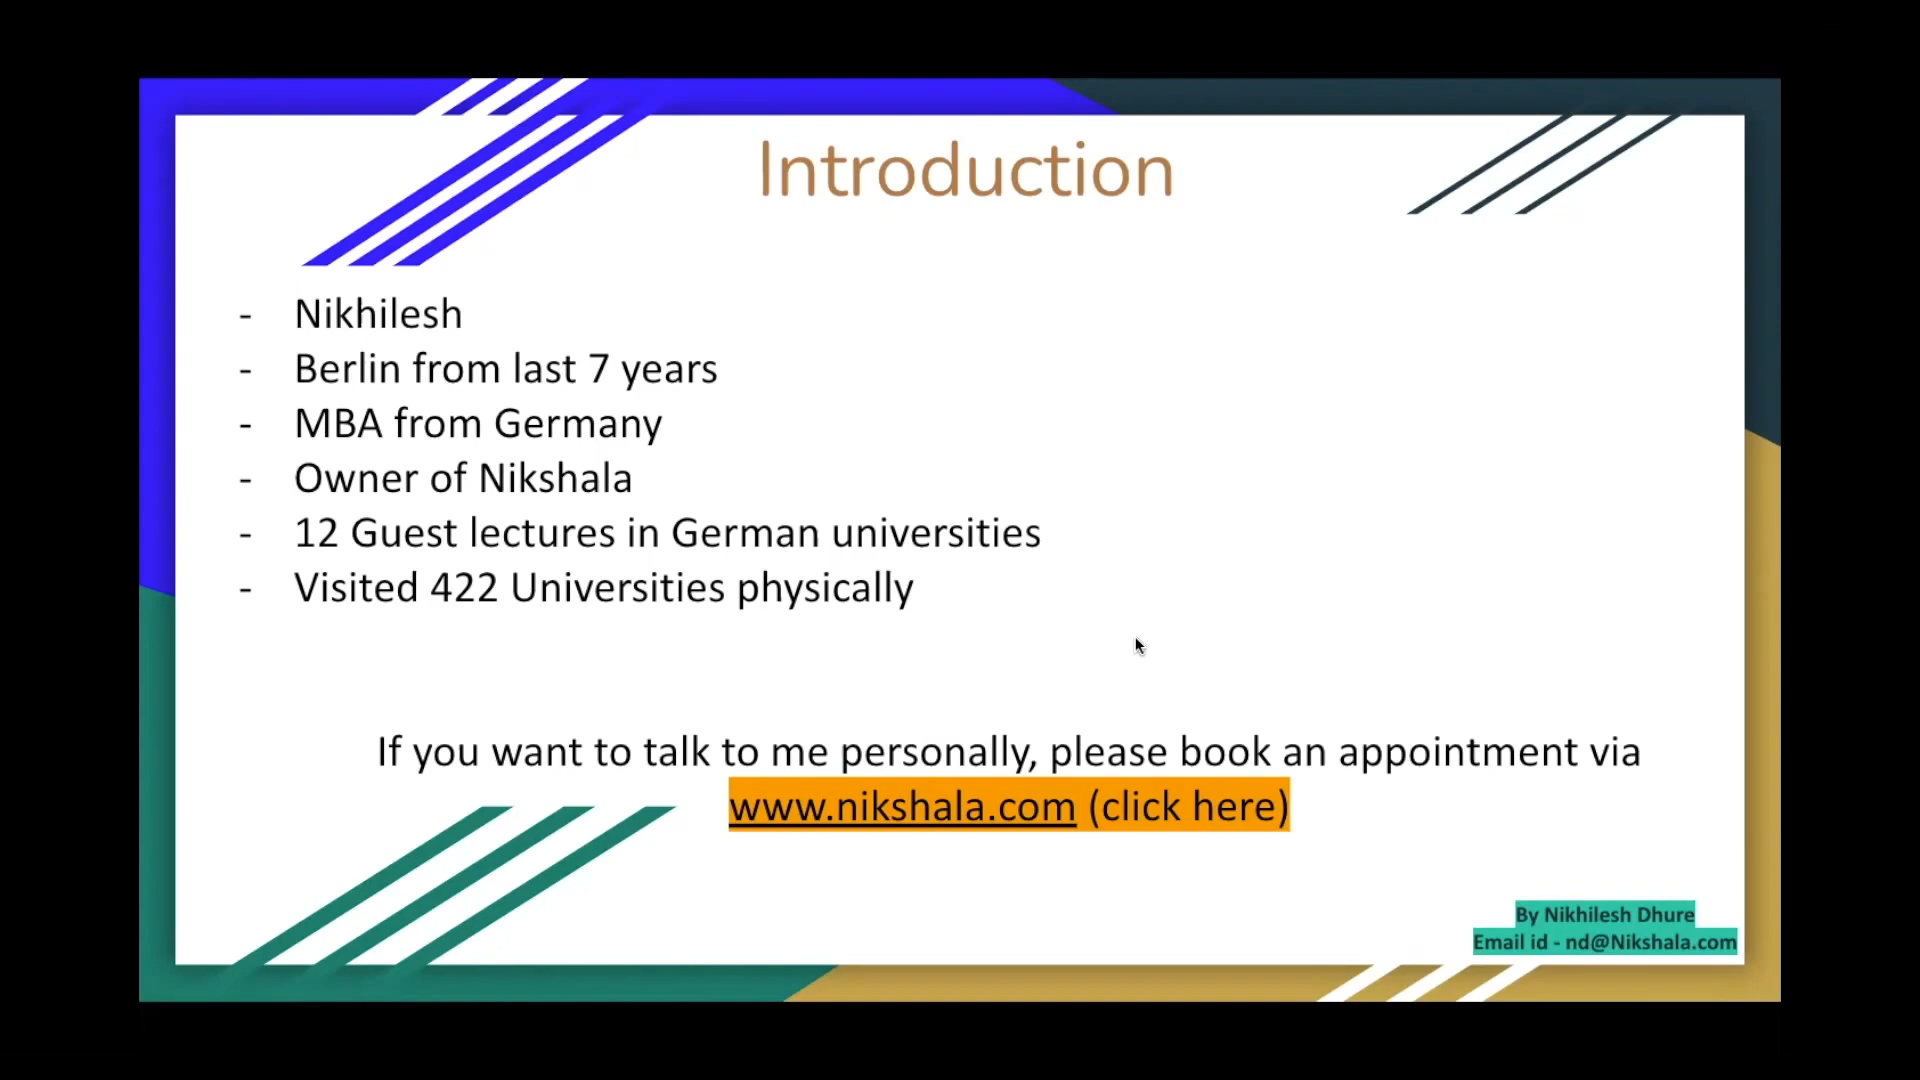 Introduction
- Nikhilesh
- Berlin from last 7 years
- MBA from Germany
- Owner of Nikshala
- 12 Guest lectures in German universities
- Visited 422 Universities physically
If you want to talk to me personally, please book an appointment via
www.nikshala.com (click here)
By Nikhilesh Dhure
Email id - nd@Nikshala.com